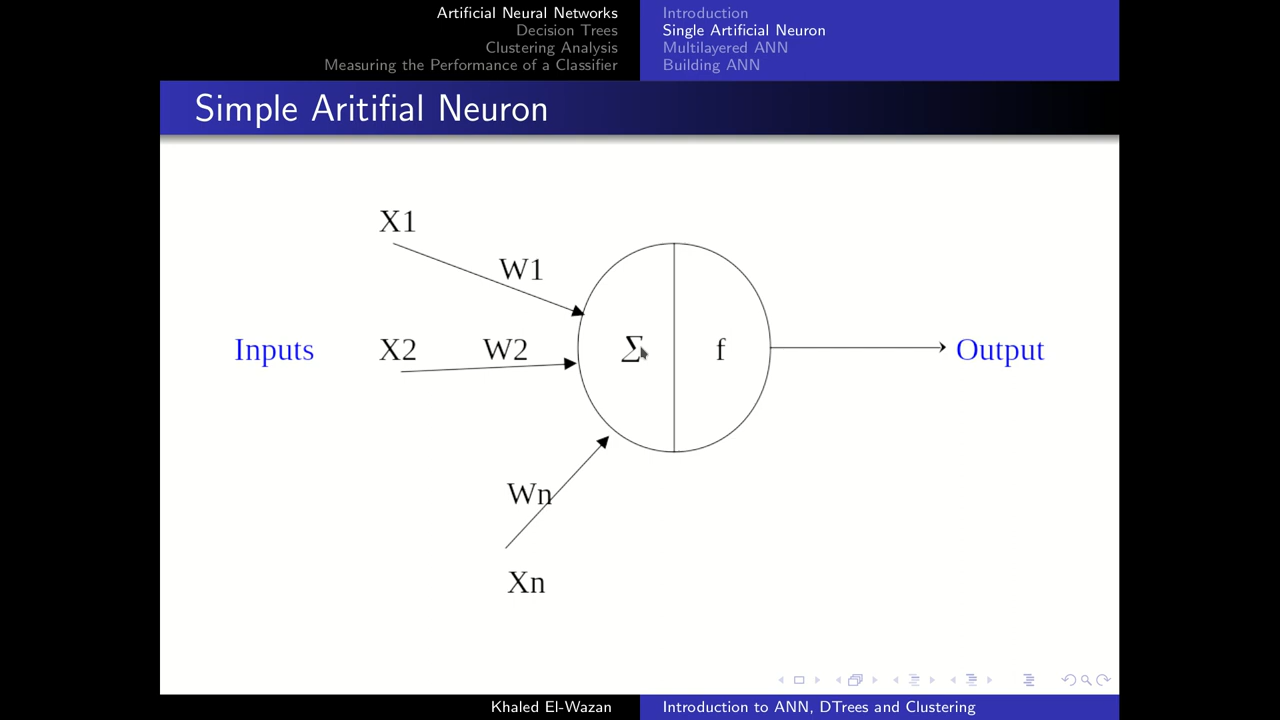 Artificial Neural Networks
Decision Trees
Clustering Analysis
Measuring the Performance of a Classifier
Introduction
Single Artificial Neuron
Multilayered ANN
Building ANN
Simple Aritifial Neuron
X1
W1
Inputs X2 W2 Σ f Output
Wn
Xn
Khaled El-Wazan
Introduction to ANN, DTrees and Clustering